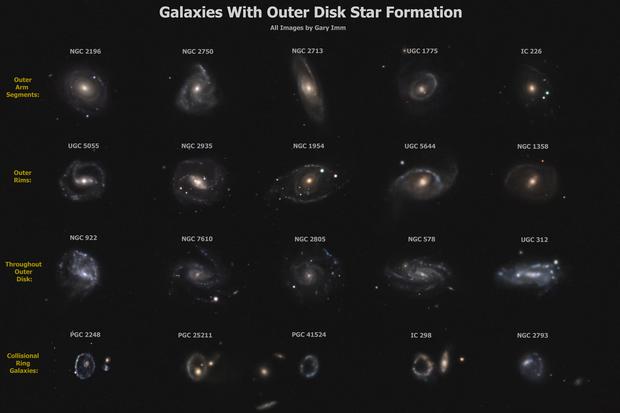 Galaxies With Outer Disk Star Formation
All Images by Gary Imm
NGC 2196 NGC 2750 NGC 2713 UGC 1775 IC 226
Outer
Arm
Segments:
UGC 5055 NGC 2935 NGC 1954 UGC 5644 NGC 1358
Outer
Rims:
NGC 922 NGC 7610 NGC 2805 NGC 578 UGC 312
Throughout
Outer
Disk:
PGC 2248 PGC 25211 PGC 41524 IC 298 NGC 2793
Collisional
Ring
Galaxies: